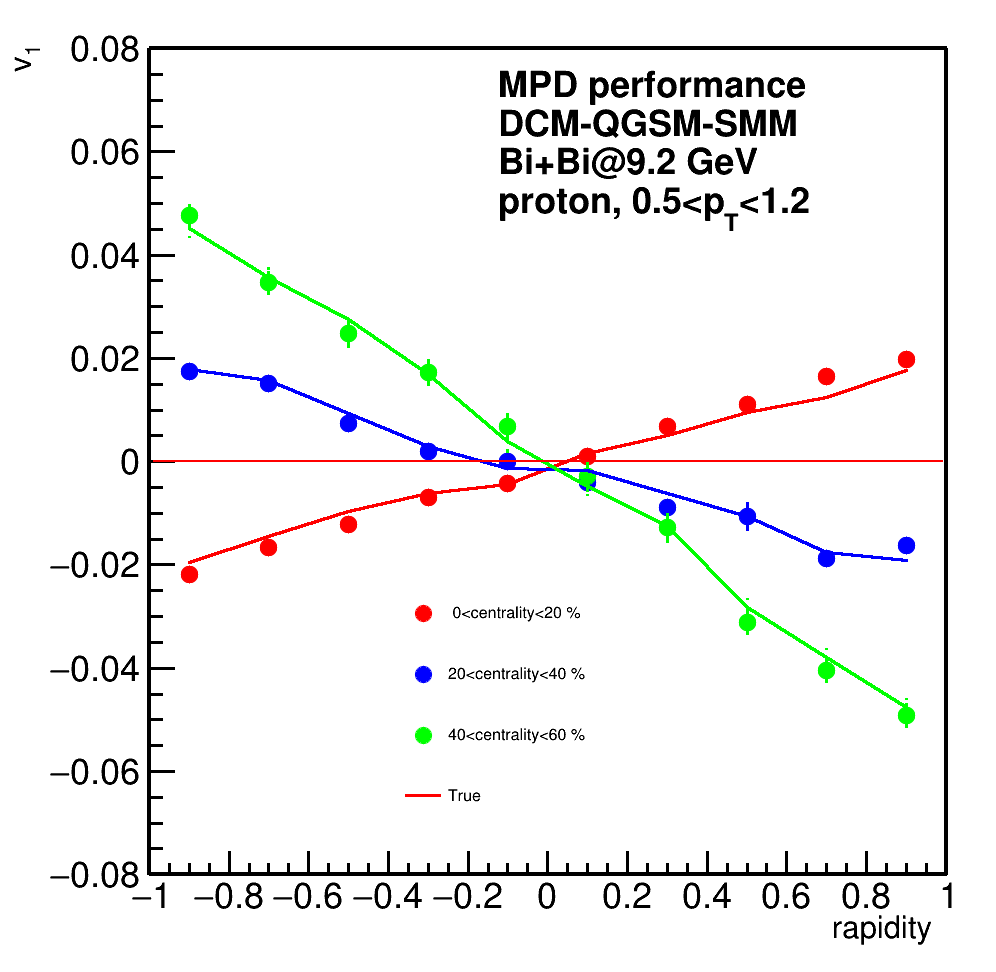 v1
0.08
0.06
0.04
0.02
0
−0.02
−0.04
−0.06
−0.08
MPD performance
DCM-QGSM-SMM
Bi+Bi@9.2 GeV
proton, 0.5<pT<1.2
0<centrality<20 %
20<centrality<40 %
40<centrality<60 %
True
−1 −0.8 −0.6 −0.4 −0.2 0 0.2 0.4 0.6 0.8 1
rapidity